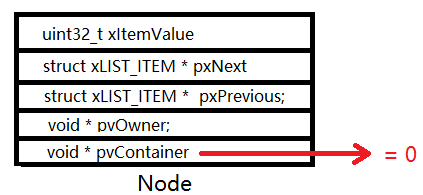 uint32_t xItemValue
struct xLIST_ITEM * pxNext
struct xLIST_ITEM * pxPrevious;
void * pvOwner;
void * pvContainer = 0
Node